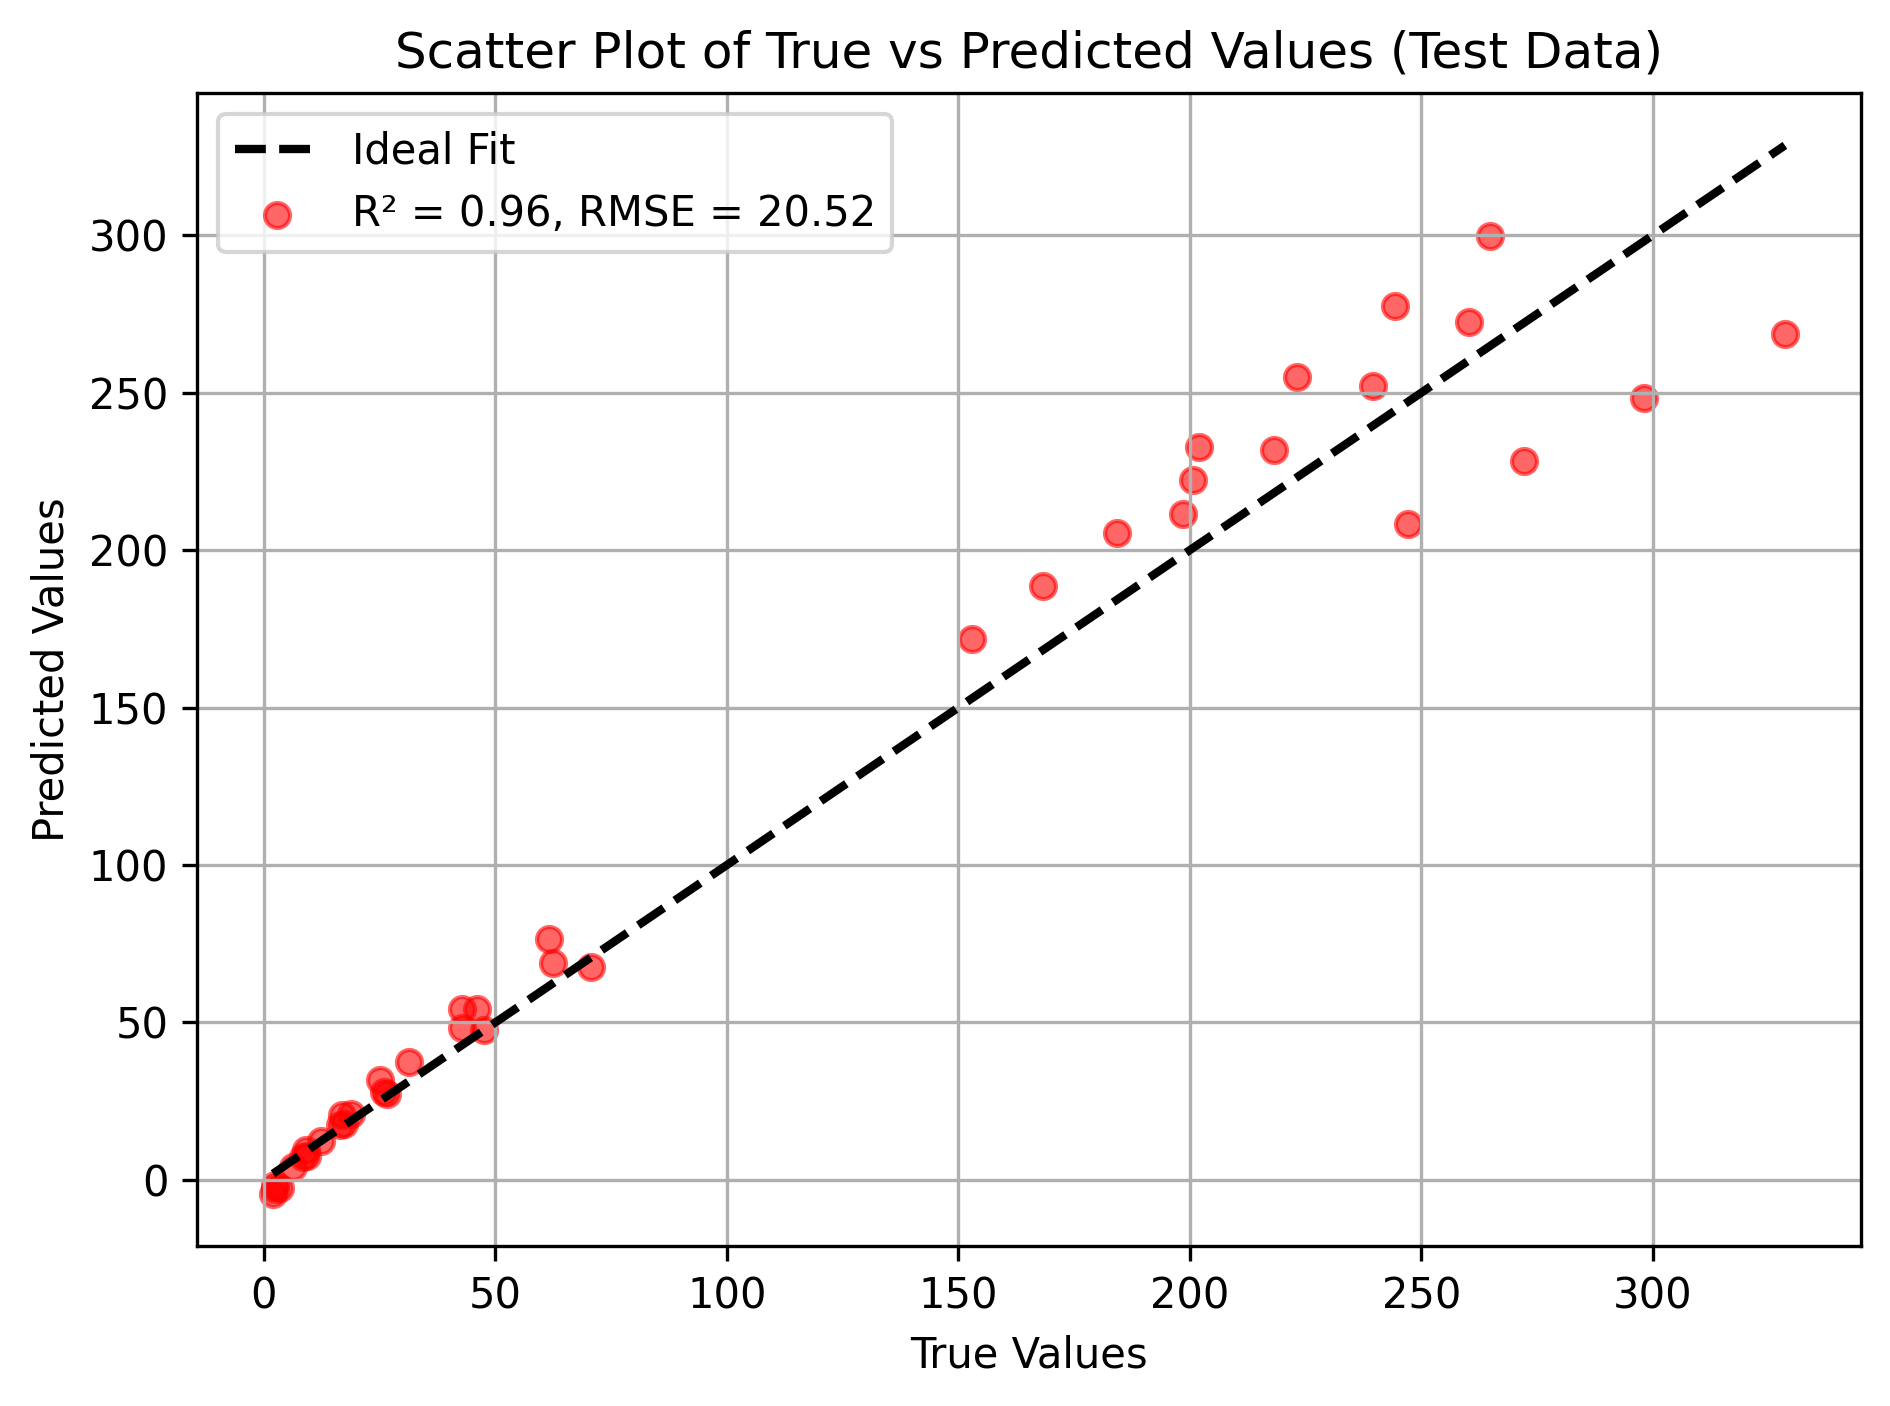 Scatter Plot of True vs Predicted Values (Test Data)
Ideal Fit
R² = 0.96, RMSE = 20.52
300
250
200
150
100
50
0
Predicted Values
0 50 100 150 200 250 300
True Values